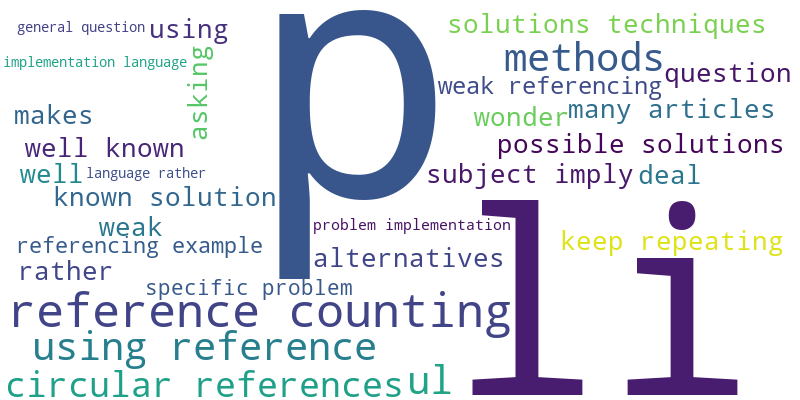 general question
using
implementation language
asking
makes
well known
well
language rather
known solution
weak
referencing example
rather
specific problem
reference counting
using reference
circular references
ul
p
li
problem implementation
alternatives
solutions techniques
methods
question
weak referencing
many articles
wonder
possible solutions
subject imply
deal
keep repeating